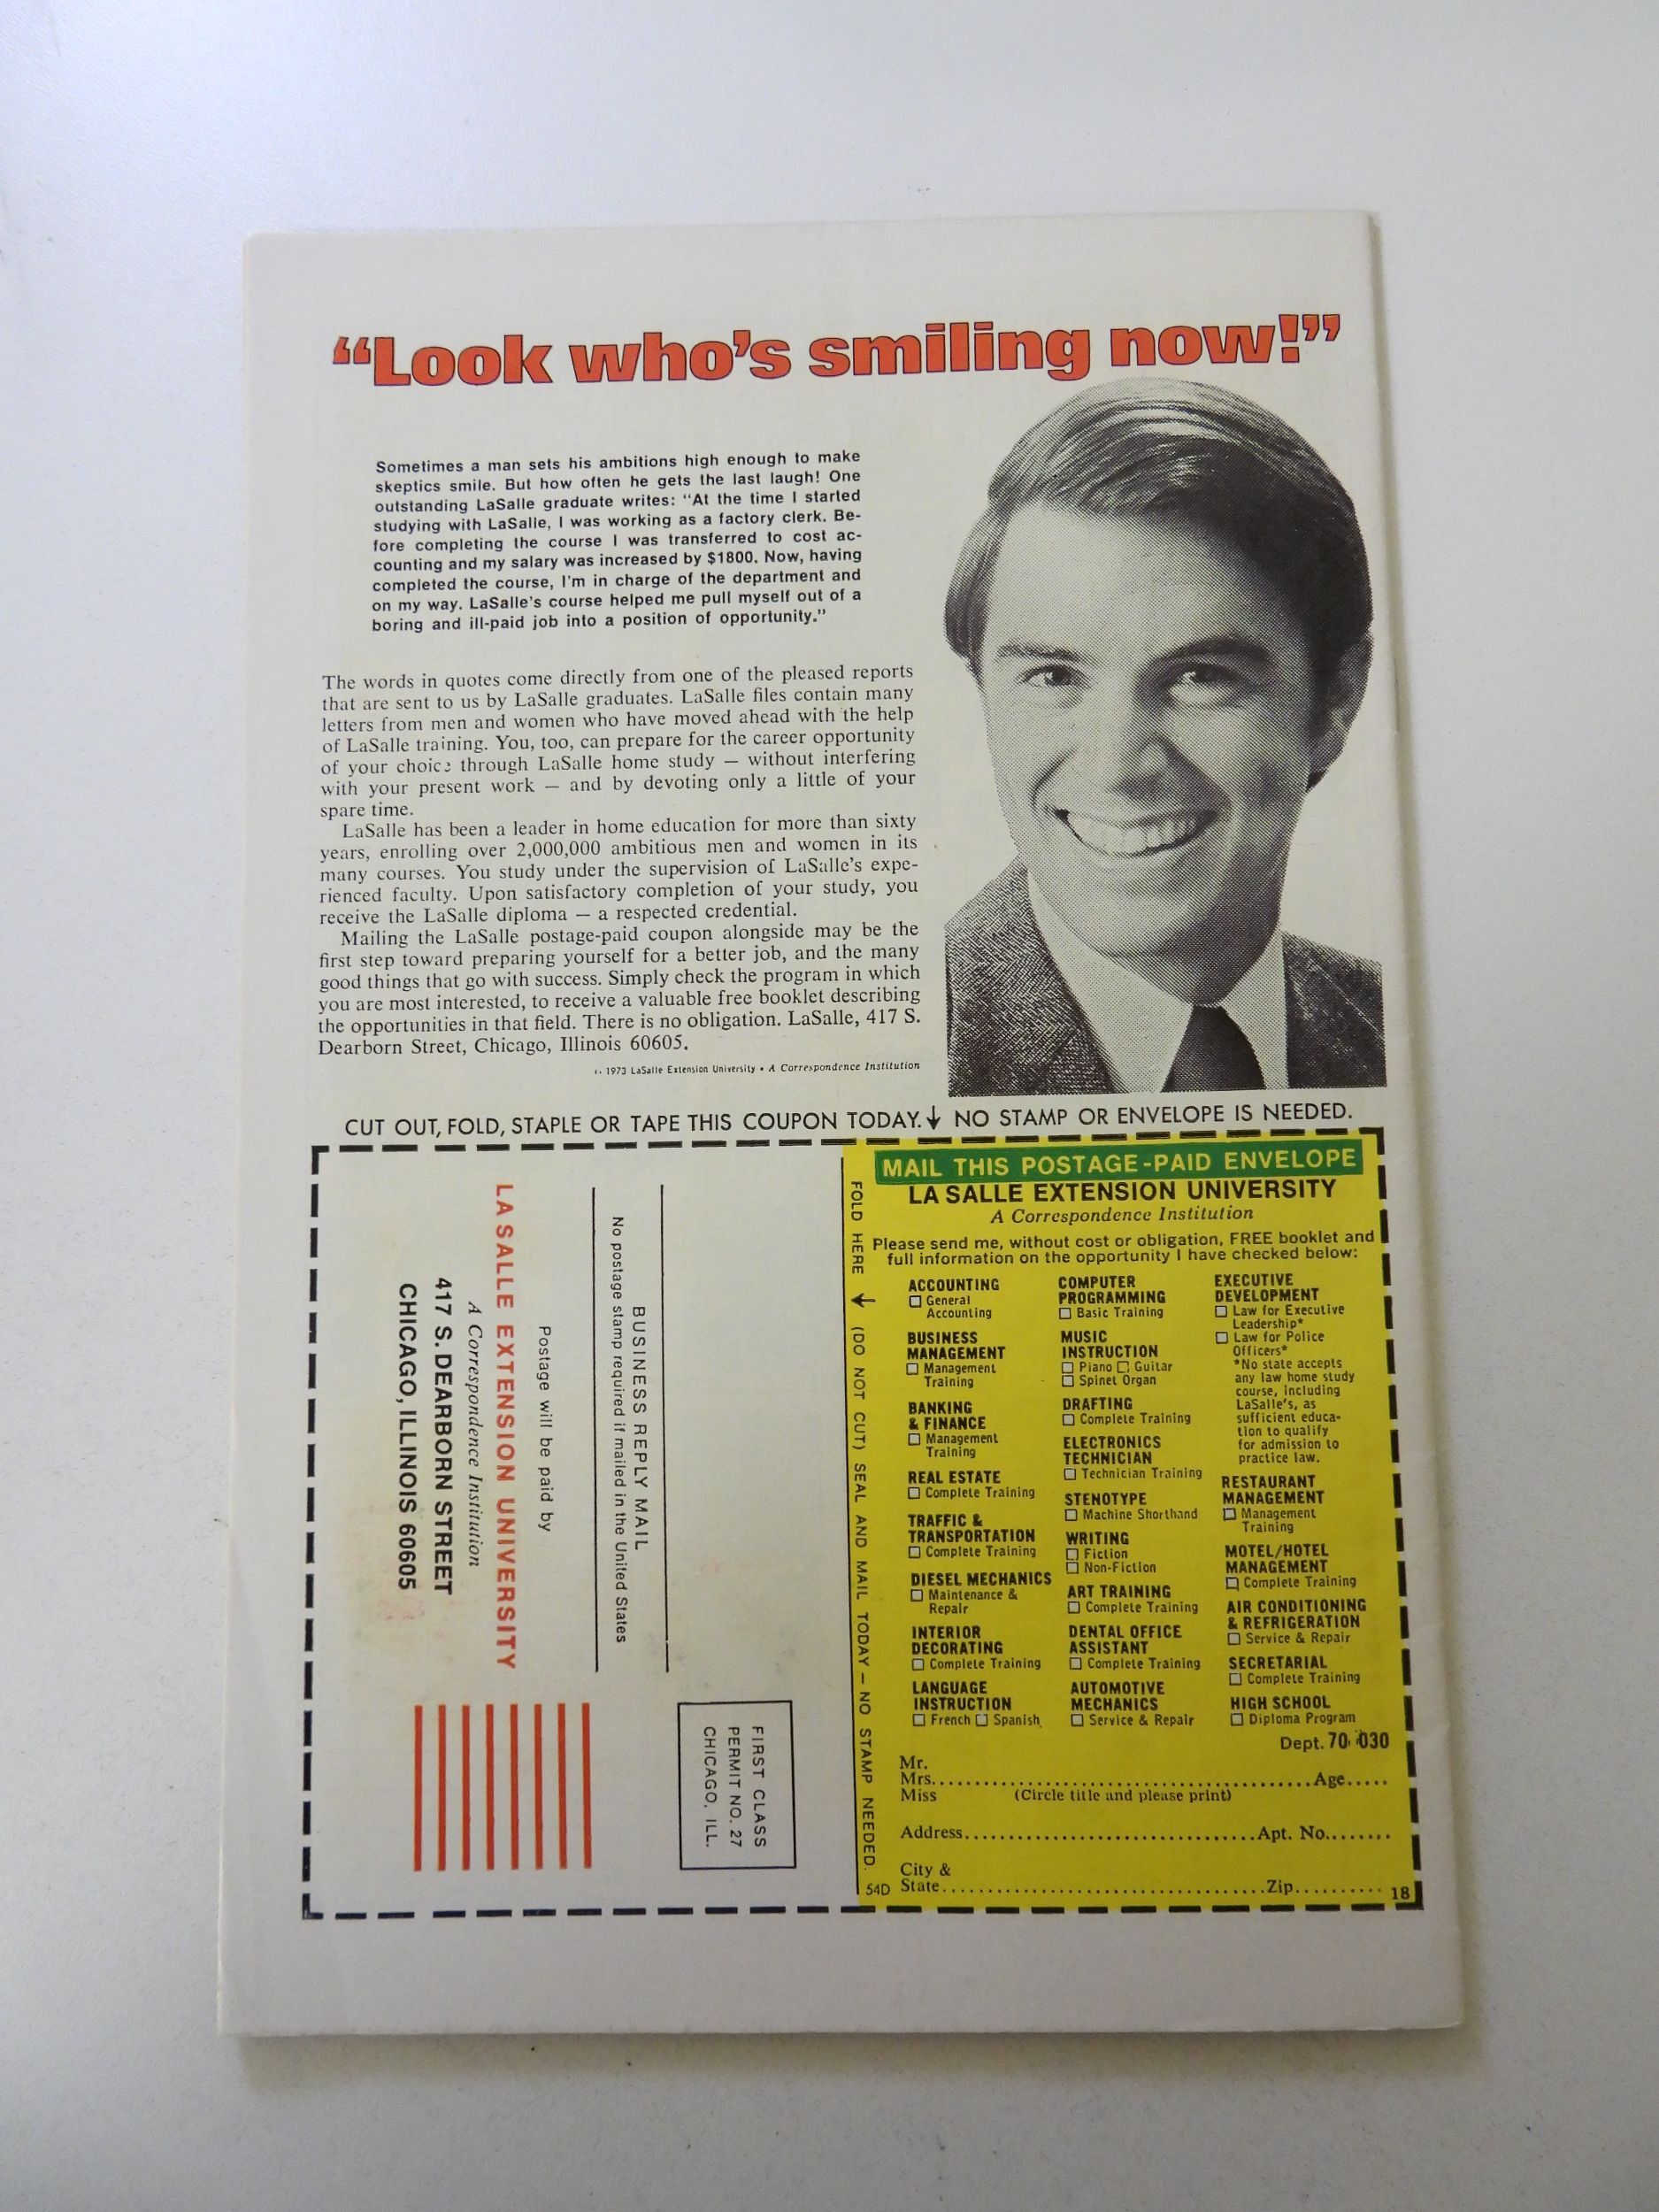 “Look who’s smiling now!”
Sometimes a man sets his ambitions high enough to make
skeptics smile. But how often he gets the last laugh! One
outstanding LaSalle graduate writes: “At the time I started
studying with LaSalle, I was working as a factory clerk. Be-
fore completing the course I was transferred to cost ac-
counting and my salary was increased by $1800. Now, having
completed the course, I’m in charge of the department and
on my way. LaSalle’s course helped me pull myself out of a
boring and ill-paid job into a position of opportunity.”
The words in quotes come directly from one of the pleased reports
that are sent to us by LaSalle graduates. LaSalle files contain many
letters from men and women who have moved ahead with the help
of LaSalle training. You, too, can prepare for the career opportunity
of your choice through LaSalle home study — without interfering
with your present work — and by devoting only a little of your
spare time.
LaSalle has been a leader in home education for more than sixty
years, enrolling over 2,000,000 ambitious men and women in its
many courses. You study under the supervision of LaSalle’s expe-
rienced faculty. Upon satisfactory completion of your study, you
receive the LaSalle diploma — a respected credential.
Mailing the LaSalle postage-paid coupon alongside may be the
first step toward preparing yourself for a better job, and the many
good things that go with success. Simply check the program in which
you are most interested, to receive a valuable free booklet describing
the opportunities in that field. There is no obligation. LaSalle, 417 S.
Dearborn Street, Chicago, Illinois 60605.
1973 LaSalle Extension University • A Correspondence Institution
CUT OUT, FOLD, STAPLE OR TAPE THIS COUPON TODAY.↓ NO STAMP OR ENVELOPE IS NEEDED.
FIRST CLASS
PERMIT NO. 27
CHICAGO, ILL.
BUSINESS REPLY MAIL
No postage stamp required if mailed in the United States
Postage will be paid by
LA SALLE EXTENSION UNIVERSITY
A Correspondence Institution
417 S. DEARBORN STREET
CHICAGO, ILLINOIS 60605
FOLD HERE ↓ (DO NOT CUT) SEAL AND MAIL TODAY — NO STAMP NEEDED.
MAIL THIS POSTAGE-PAID ENVELOPE
LA SALLE EXTENSION UNIVERSITY
A Correspondence Institution
Please send me, without cost or obligation, FREE booklet and
full information on the opportunity I have checked below:
ACCOUNTING
☐ General
Accounting
BUSINESS
MANAGEMENT
☐ Management
Training
BANKING
& FINANCE
☐ Management
Training
REAL ESTATE
☐ Complete Training
TRAFFIC &
TRANSPORTATION
☐ Complete Training
DIESEL MECHANICS
☐ Maintenance &
Repair
INTERIOR
DECORATING
☐ Complete Training
LANGUAGE
INSTRUCTION
☐ French ☐ Spanish
COMPUTER
PROGRAMMING
☐ Basic Training
MUSIC
INSTRUCTION
☐ Piano ☐ Guitar
☐ Spinet Organ
DRAFTING
☐ Complete Training
ELECTRONICS
TECHNICIAN
☐ Technician Training
STENOTYPE
☐ Machine Shorthand
WRITING
☐ Fiction
☐ Non-Fiction
ART TRAINING
☐ Complete Training
DENTAL OFFICE
ASSISTANT
☐ Complete Training
AUTOMOTIVE
MECHANICS
☐ Service & Repair
EXECUTIVE
DEVELOPMENT
☐ Law for Executive
Leadership*
☐ Law for Police
Officers*
*No state accepts
any law home study
course, including
LaSalle’s, as
sufficient educa-
tion to qualify
for admission to
practice law.
RESTAURANT
MANAGEMENT
☐ Management
Training
MOTEL/HOTEL
MANAGEMENT
☐ Complete Training
AIR CONDITIONING
& REFRIGERATION
☐ Service & Repair
SECRETARIAL
☐ Complete Training
HIGH SCHOOL
☐ Diploma Program
Dept. 70-030
Mr.
Mrs.......................................................Age.....
Miss (Circle title and please print)
Address.................................Apt. No........
City &
State.....................................Zip..........
54D
18